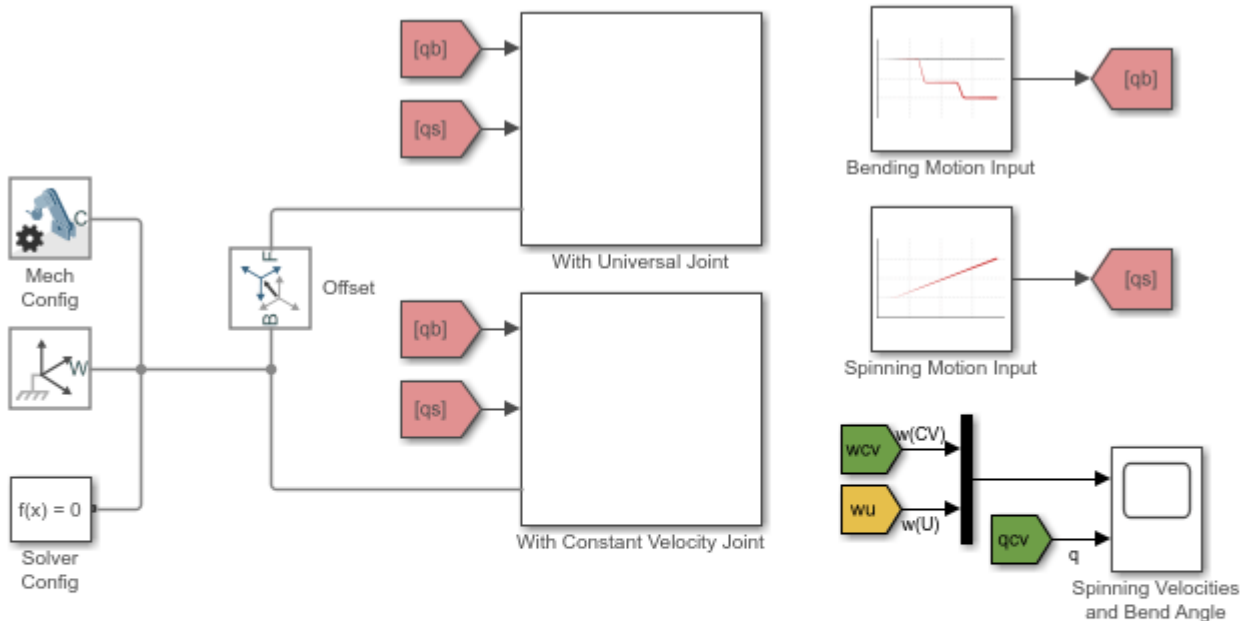 [qb]
[qs]
With Universal Joint
C
Mech
Config
W
f(x) = 0
Solver
Config
F
B
Offset
[qb]
[qs]
With Constant Velocity Joint
[qb]
Bending Motion Input
[qs]
Spinning Motion Input
wcv
w(CV)
wu
w(U)
qcv
q
Spinning Velocities
and Bend Angle